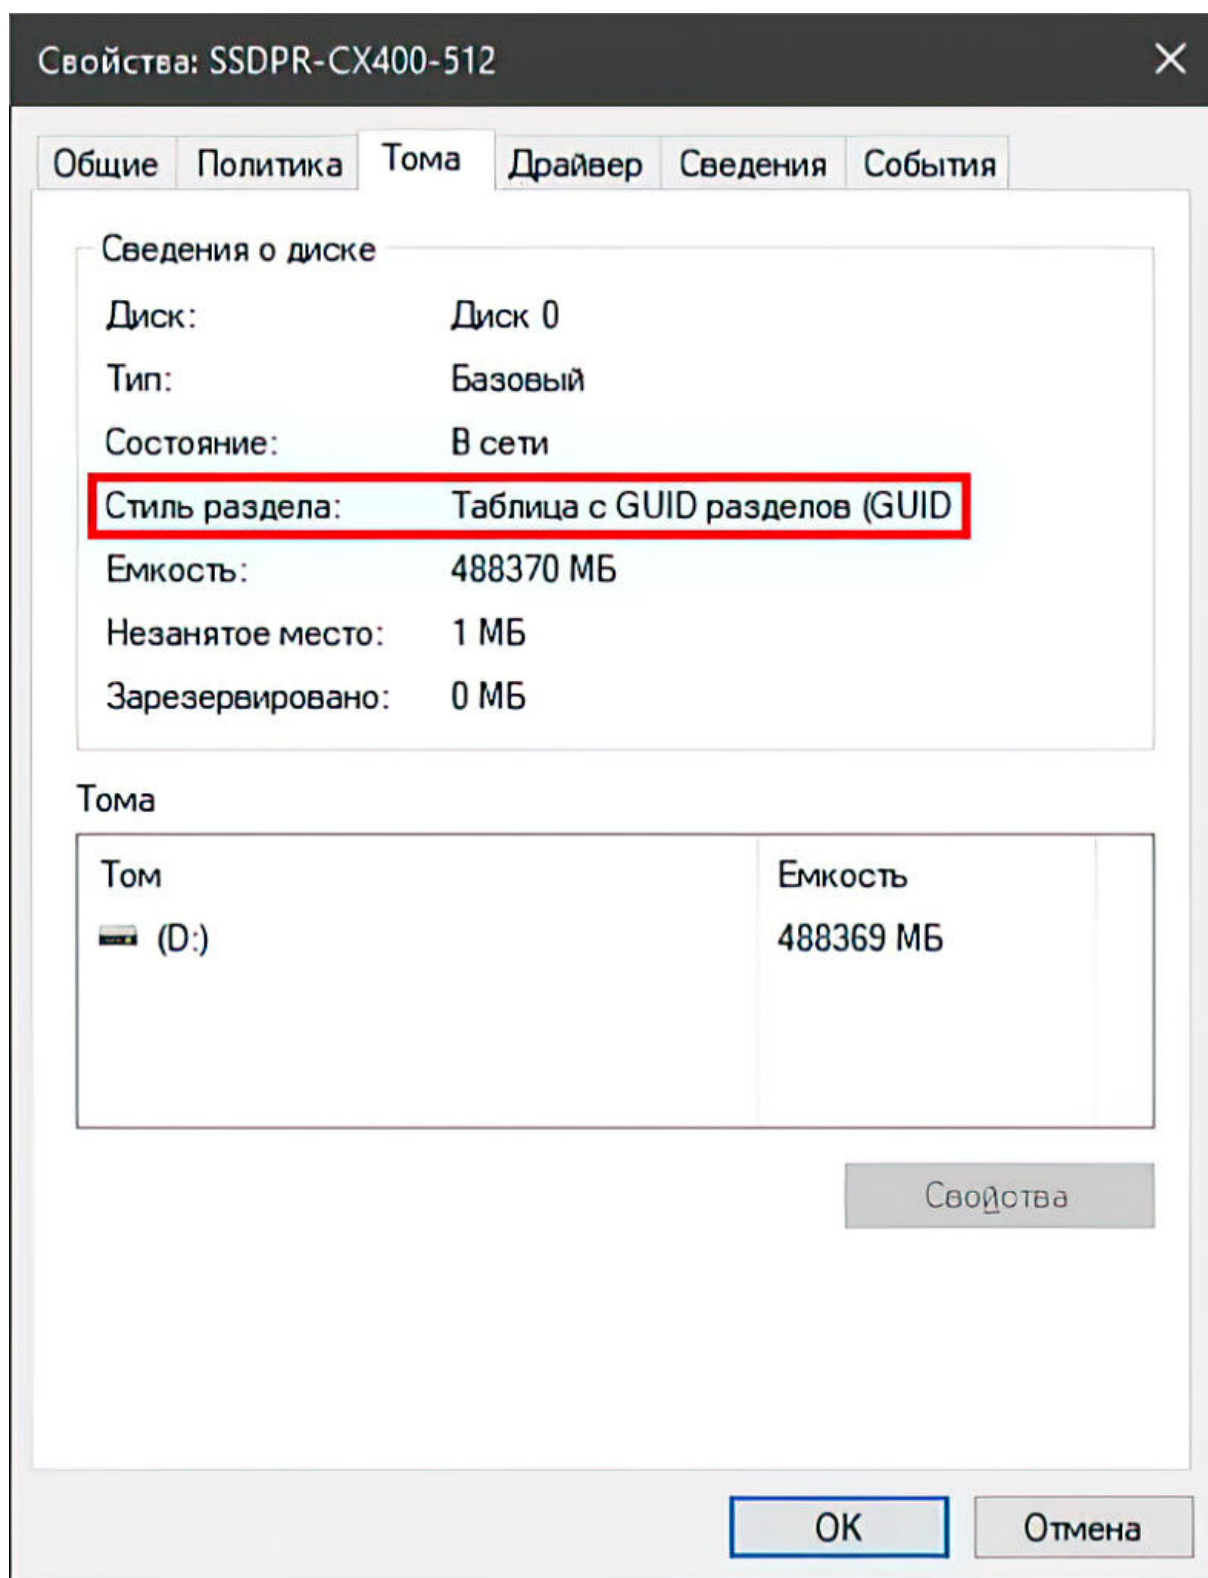 Свойства: SSDPR-CX400-512
Общие Политика Тома Драйвер Сведения События
Сведения о диске
Диск: Диск 0
Тип: Базовый
Состояние: В сети
Стиль раздела: Таблица с GUID разделов (GUID
Емкость: 488370 МБ
Незанятое место: 1 МБ
Зарезервировано: 0 МБ
Тома
Том Емкость
(D:) 488369 МБ
Свойства
OK Отмена